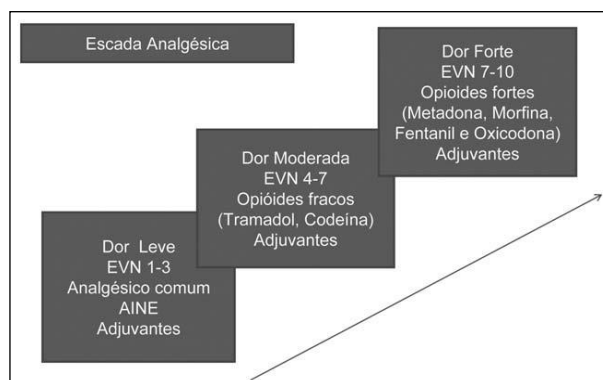 Escada Analgésica
Dor Forte
EVN 7-10
Opioides fortes
(Metadona, Morfina,
Fentanil e Oxicodona)
Adjuvantes
Dor Moderada
EVN 4-7
Opióides fracos
(Tramadol, Codeína)
Adjuvantes
Dor Leve
EVN 1-3
Analgésico comum
AINE
Adjuvantes